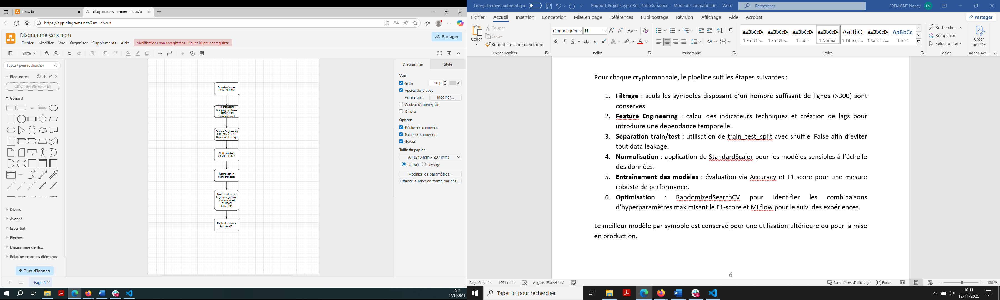 draw.io
Diagramme sans nom - draw.io
https://app.diagrams.net/?src=about
Diagramme sans nom
Fichier Modifier Vue Organiser Suppléments Aide
Modifications non enregistrées. Cliquez ici pour enregistrer.
Partager
70%
Tapez / pour rechercher
Bloc-notes
Glisser des éléments ici
Général
Text
Heading
List Item
Divers
Avancé
Essentiel
Flèches
Diagramme de flux
Relation entre les éléments
+ Plus d'icones
Données brutes
CSV : OHLCV
Préprocessing
Mapping symboles
Filtrage NaN
Création target
Feature Engineering
RSI, MA, VOLAT
Rendements, Lags
Split train/test
(shuffle= False)
Normalisation
StandardScaler
Modèles de base
LogisticRegression
RandomForest
XGBoost
LightGBM
Evaluation scores
Accuracy/F1
Diagramme Style
Vue
Grille 10 pt
Aperçu de la page
Arrière-plan Modifier...
Couleur d'arrière-plan
Ombre
Options
Flèches de connexion
Points de connexion
Guides
Taille du papier
A4 (210 mm x 297 mm)
Portrait Paysage
Modifier les paramètres...
Effacer la mise en forme par déf...
Page-1
10:11
12/11/2025
Enregistrement automatique
Rapport_Projet_CryptoBot_Partie3(2).docx - Mode de compatibilité - Word
Rechercher
FREMONT Nancy FN
Fichier Accueil Insertion Conception Mise en page Références Publipostage Révision Affichage Aide Acrobat
Partager
Coller
Couper
Copier
Reproduire la mise en forme
Presse-papiers
Cambria (Cor 11
G I S ab x₂ x² A A
Police
Paragraphe
AaBbCcDc AaBbCcDc AaBbCcDc AaBbCcDc AaBbC AaBbCcDc AaBbCc
¶ En-tête... ¶ En-tête... ¶ Index ¶ Normal ¶ Titre (us... ¶ Sans int... Titre 1
Styles
Rechercher
Remplacer
Sélectionner
Édition
Créer
un PDF
Adobe Acr...
Pour chaque cryptomonnaie, le pipeline suit les étapes suivantes :
1. Filtrage : seuls les symboles disposant d’un nombre suffisant de lignes (>300) sont
conservés.
2. Feature Engineering : calcul des indicateurs techniques et création de lags pour
introduire une dépendance temporelle.
3. Séparation train/test : utilisation de train_test_split avec shuffle=False afin d’éviter
tout data leakage.
4. Normalisation : application de StandardScaler pour les modèles sensibles à l’échelle
des données.
5. Entraînement des modèles : évaluation via Accuracy et F1-score pour une mesure
robuste de performance.
6. Optimisation : RandomizedSearchCV pour identifier les combinaisons
d’hyperparamètres maximisant le F1-score et MLflow pour le suivi des expériences.
Le meilleur modèle par symbole est conservé pour une utilisation ultérieure ou pour la mise
en production.
6
Page 6 sur 14 1691 mots Anglais (États-Unis)
Paramètres d'affichage Focus 130 %
Taper ici pour rechercher
10:11
12/11/2025